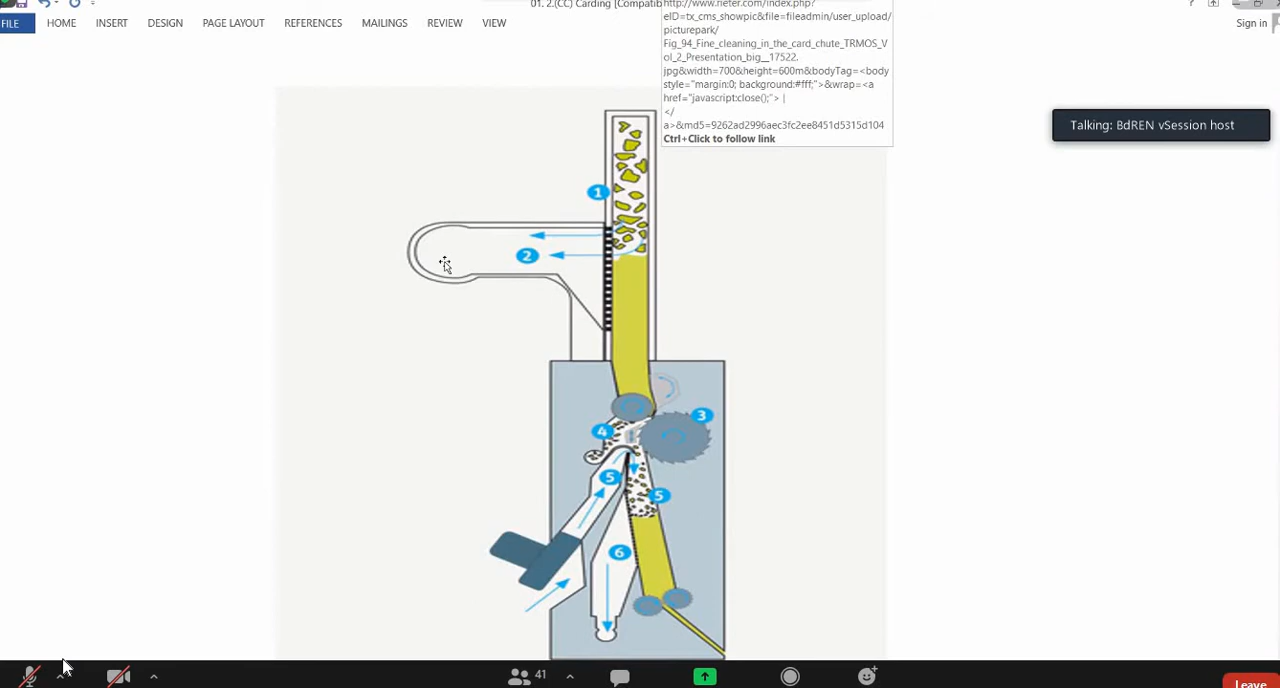 01. 2.(CC) Carding [Compatib
?
FILE
HOME
INSERT
DESIGN
PAGE LAYOUT
REFERENCES
MAILINGS
REVIEW
VIEW
Sign in
http://www.rieter.com/index.php?
eID=tx_cms_showpic&file=fileadmin/user_upload/
picturepark/
Fig_94_Fine_cleaning_in_the_card_chute_TRMOS_V
ol_2_Presentation_big__17522.
jpg&width=700&height=600m&bodyTag=<body
style="margin:0; background:#fff;">&wrap=<a
href="javascript:close();"> |
</
a>&md5=9262ad2996aec3fc2ee8451d5315d104
Ctrl+Click to follow link
Talking: BdREN vSession host
1
2
3
4
5
5
6
41
Leave